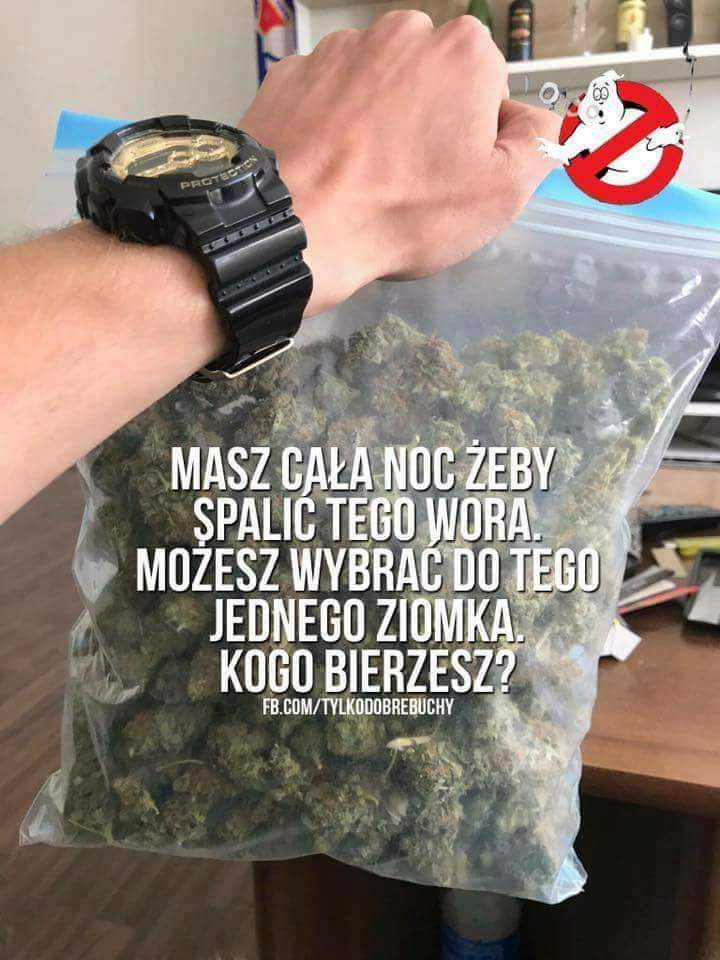 PROTECTION
MASZ CAŁA NOC ŻEBY
SPALIĆ TEGO WORA.
MOŻESZ WYBRAĆ DO TEGO
JEDNEGO ZIOMKA.
KOGO BIERZESZ?
FB.COM/TYLKODOBREBUCHY